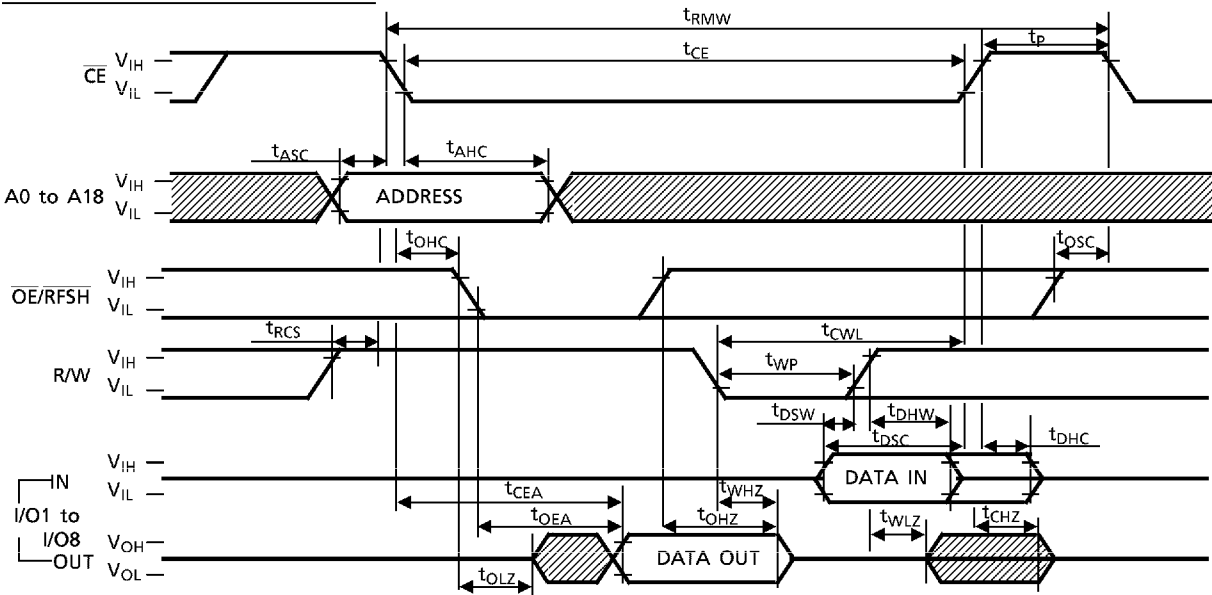 tRMW
tCE
tP
CE
VIH
VIL
tASC
tAHC
A0 to A18
VIH
VIL
ADDRESS
tOHC
tOSC
OE/RFSH
VIH
VIL
tRCS
tCWL
R/W
VIH
VIL
tWP
tDSW
tDHW
tDSC
tDHC
VIH
VIL
DATA IN
IN
I/O1 to
I/O8
OUT
tCEA
tWHZ
tOEA
tOHZ
tWLZ
tCHZ
VOH
VOL
DATA OUT
tOLZ